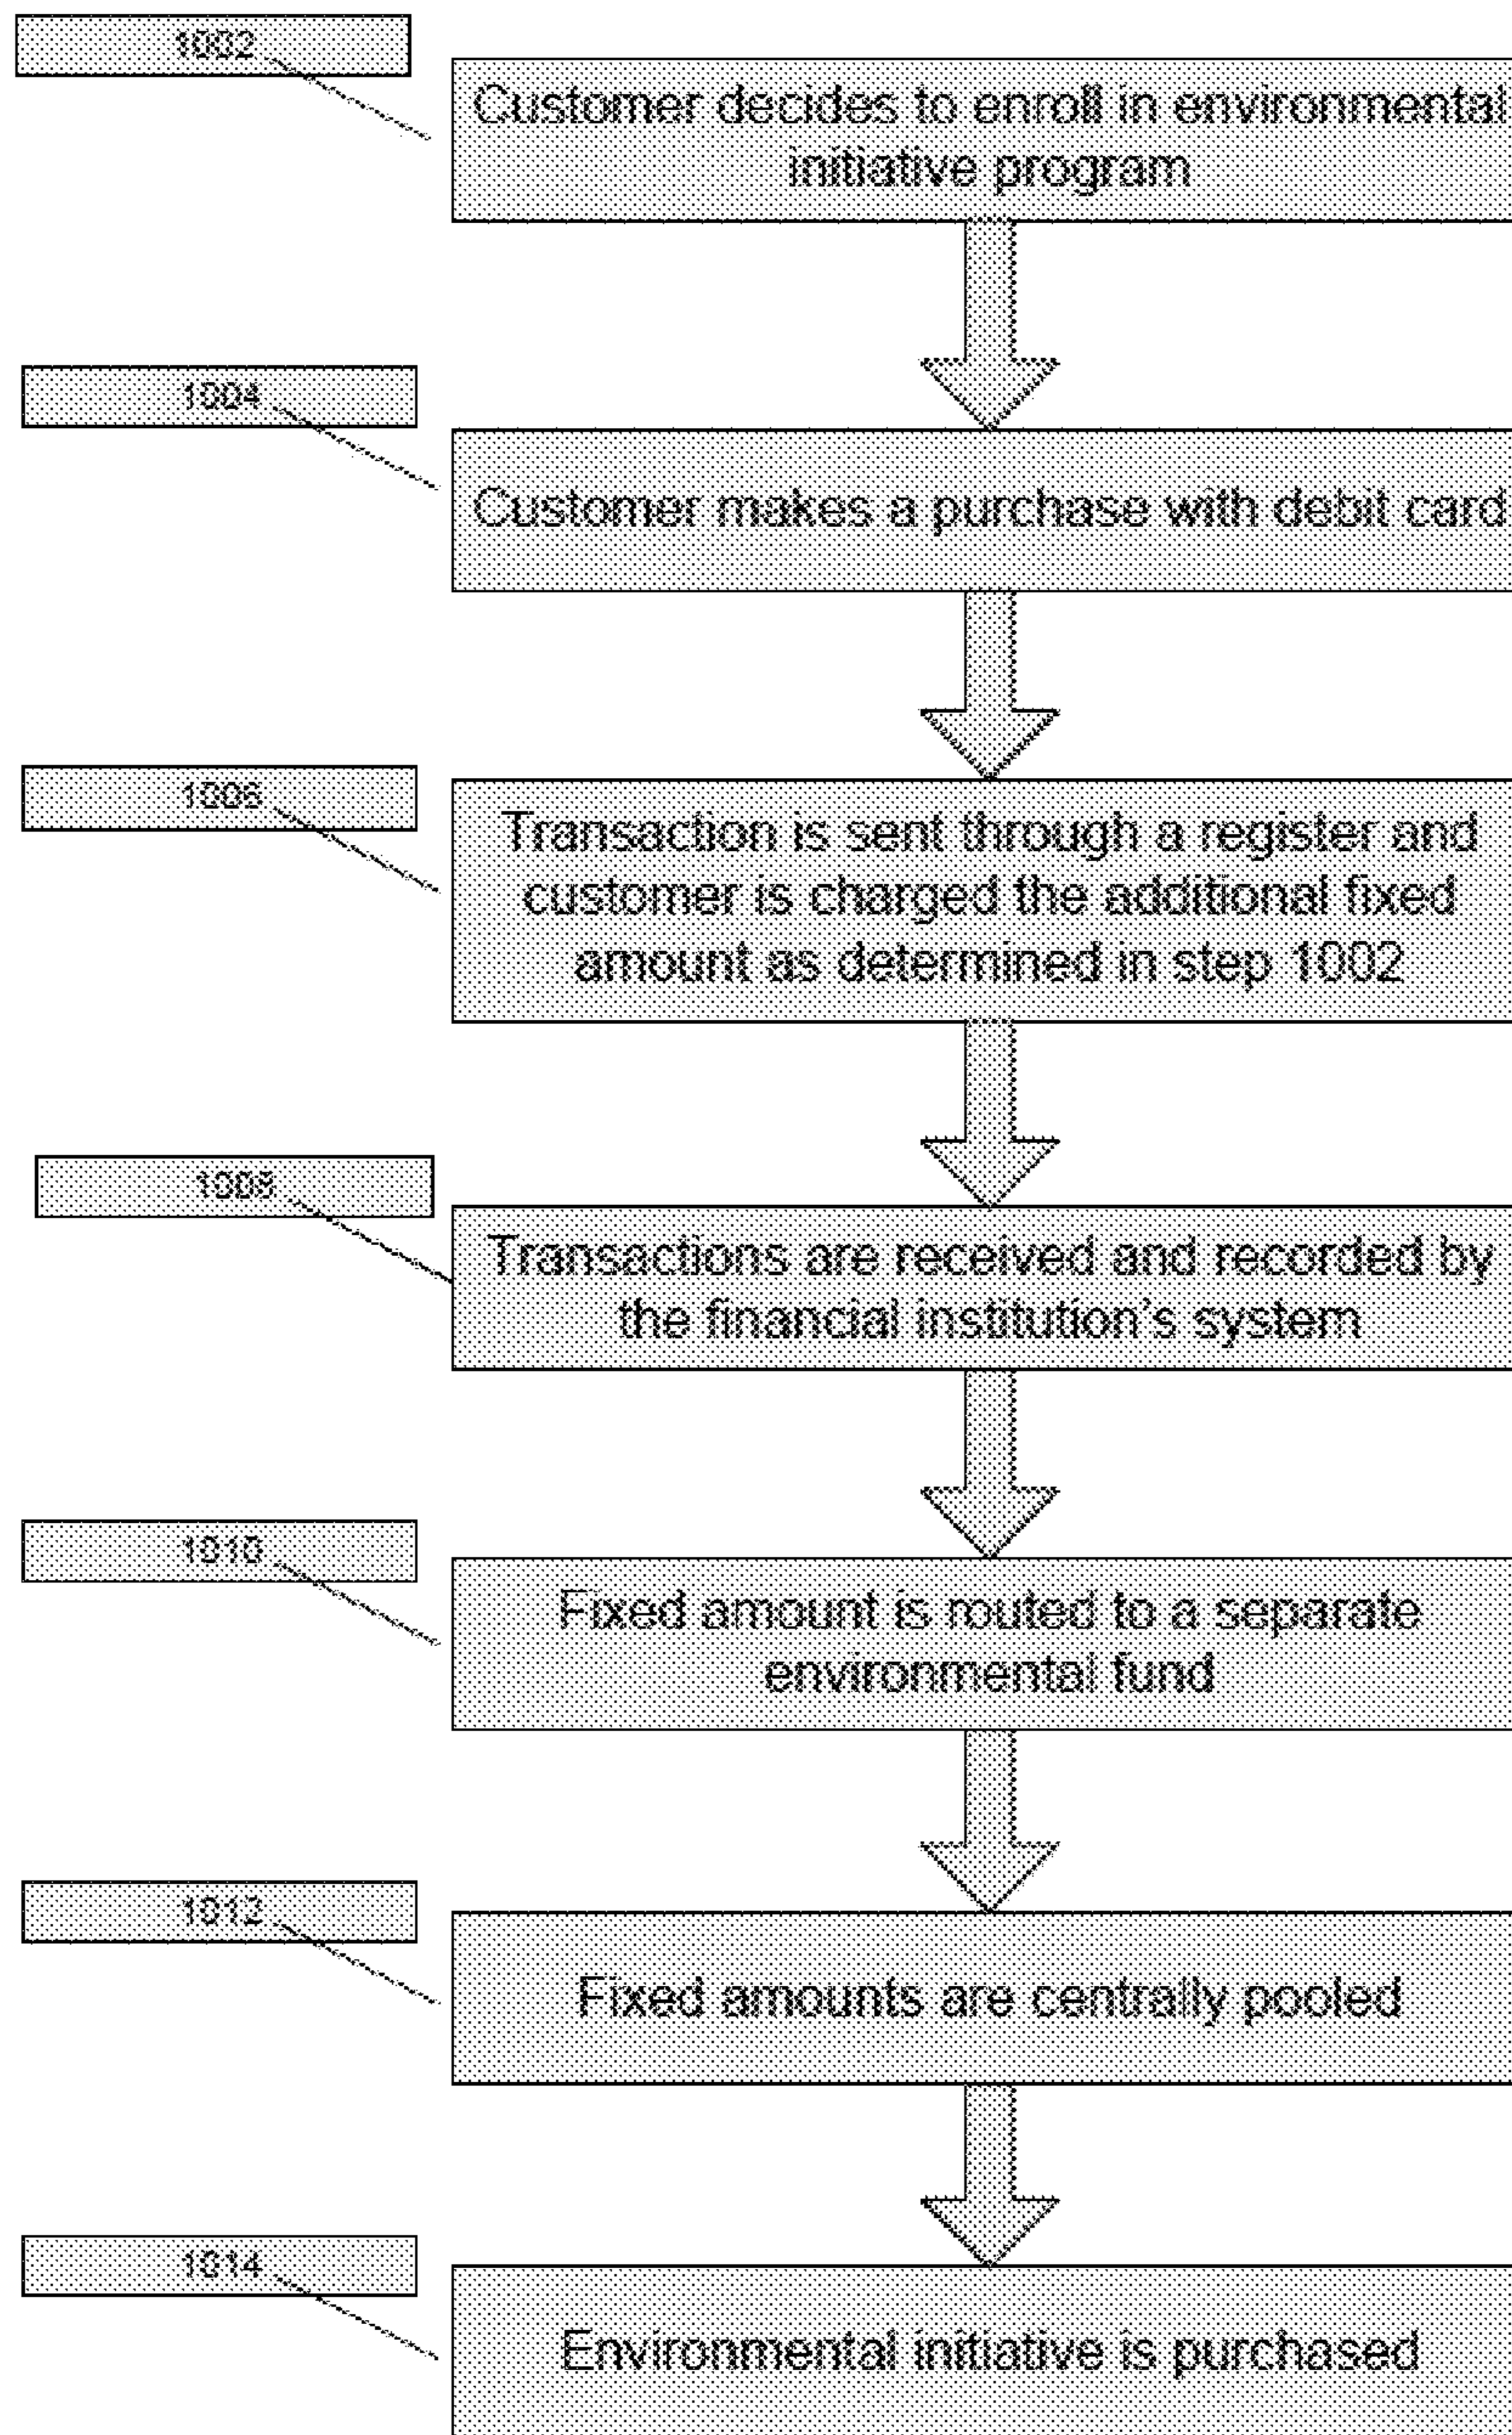 1002
Customer decides to enroll in environmental
initiative program
1004
Customer makes a purchase with debit card
1006
Transaction is sent through a register and
customer is charged the additional fixed
amount as determined in step 1002
1008
Transactions are received and recorded by
the financial institution's system
1010
Fixed amount is routed to a separate
environmental fund
1012
Fixed amounts are centrally pooled
1014
Environmental initiative is purchased